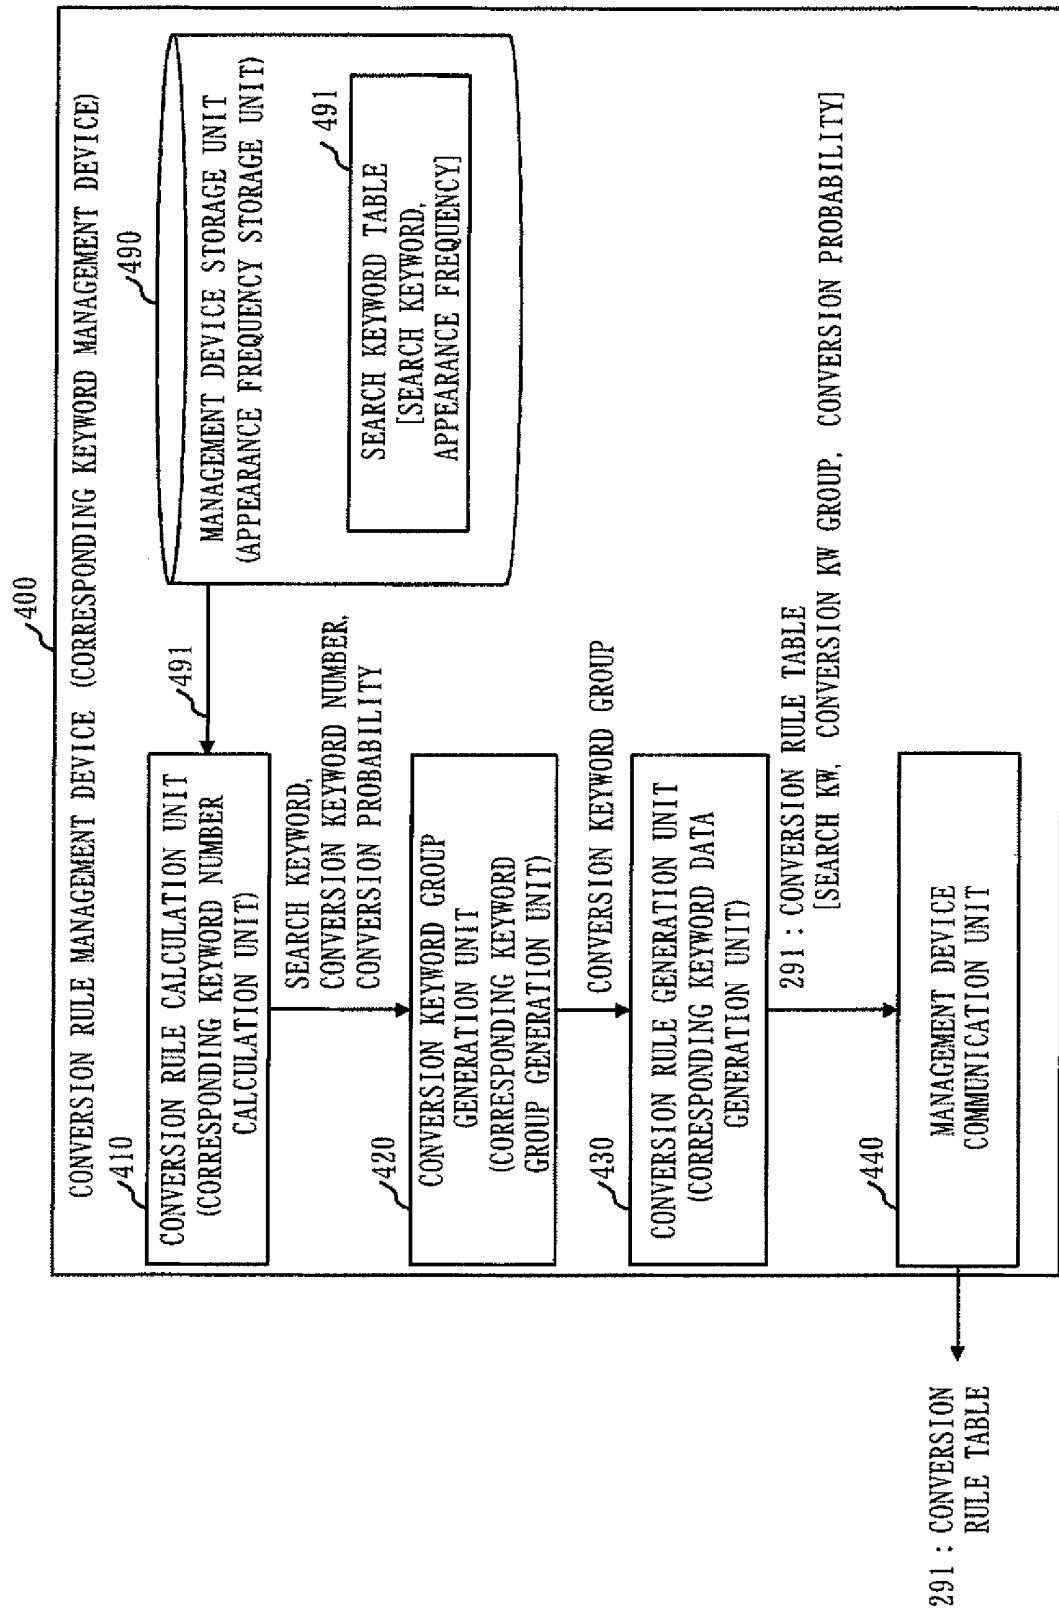 400
CONVERSION RULE MANAGEMENT DEVICE (CORRESPONDING KEYWORD MANAGEMENT DEVICE)
410
CONVERSION RULE CALCULATION UNIT
(CORRESPONDING KEYWORD NUMBER
CALCULATION UNIT)
491
490
MANAGEMENT DEVICE STORAGE UNIT
(APPEARANCE FREQUENCY STORAGE UNIT)
491
SEARCH KEYWORD TABLE
[SEARCH KEYWORD,
APPEARANCE FREQUENCY]
SEARCH KEYWORD,
CONVERSION KEYWORD NUMBER,
CONVERSION PROBABILITY
420
CONVERSION KEYWORD GROUP
GENERATION UNIT
(CORRESPONDING KEYWORD
GROUP GENERATION UNIT)
CONVERSION KEYWORD GROUP
430
CONVERSION RULE GENERATION UNIT
(CORRESPONDING KEYWORD DATA
GENERATION UNIT)
291 : CONVERSION RULE TABLE
[SEARCH KW, CONVERSION KW GROUP, CONVERSION PROBABILITY]
440
MANAGEMENT DEVICE
COMMUNICATION UNIT
291 : CONVERSION
RULE TABLE